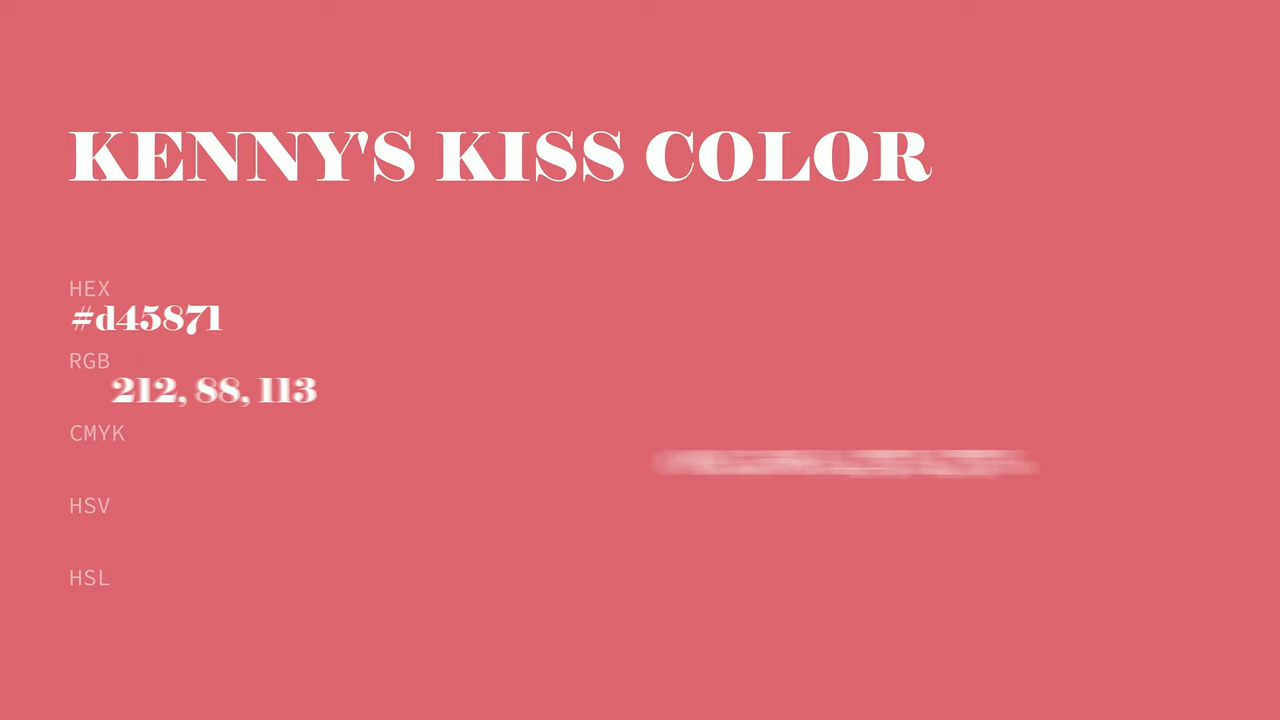 KENNY'S KISS COLOR
HEX
#d45871
RGB
212, 88, 113
CMYK
HSV
HSL